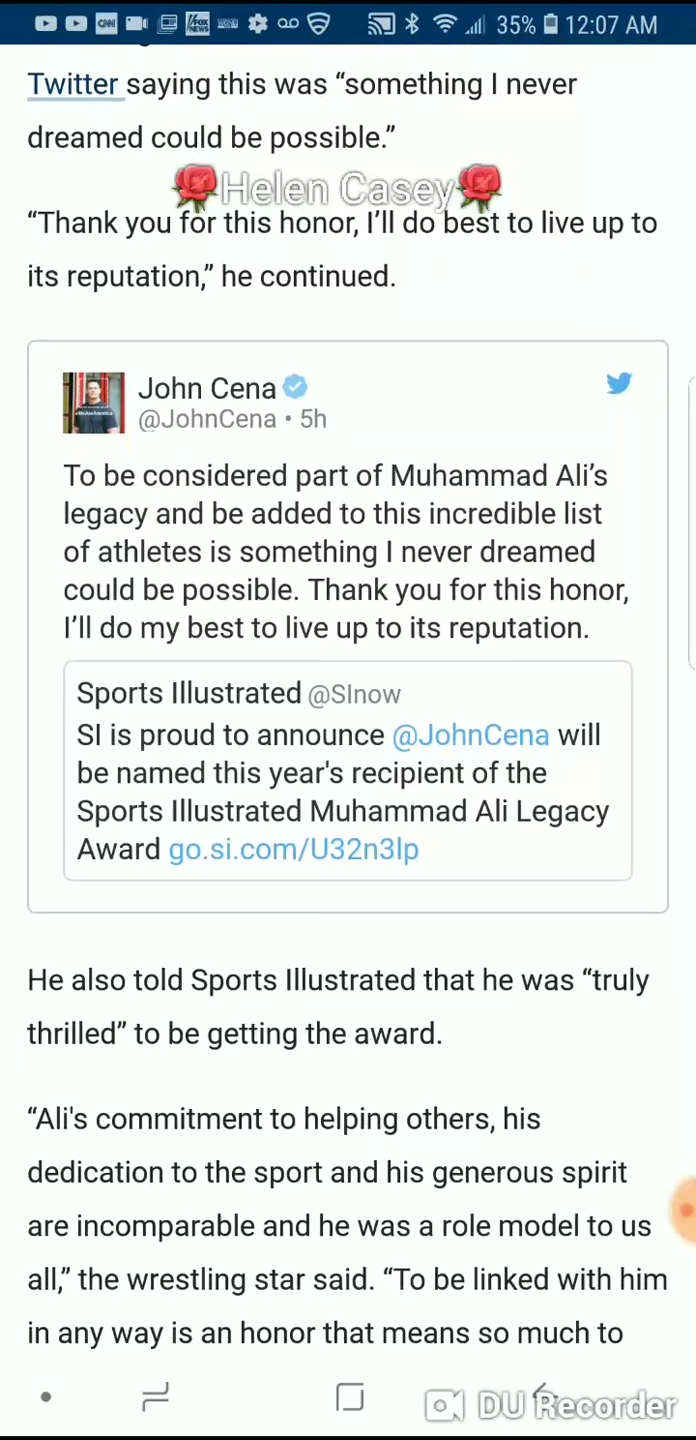 CNN
FOX NEWS
35% 12:07 AM
Twitter saying this was “something I never
dreamed could be possible.”
Helen Casey
“Thank you for this honor, I’ll do best to live up to
its reputation,” he continued.
John Cena
@JohnCena • 5h
To be considered part of Muhammad Ali’s
legacy and be added to this incredible list
of athletes is something I never dreamed
could be possible. Thank you for this honor,
I’ll do my best to live up to its reputation.
Sports Illustrated @SInow
SI is proud to announce @JohnCena will
be named this year's recipient of the
Sports Illustrated Muhammad Ali Legacy
Award go.si.com/U32n3lp
He also told Sports Illustrated that he was “truly
thrilled” to be getting the award.
“Ali's commitment to helping others, his
dedication to the sport and his generous spirit
are incomparable and he was a role model to us
all,” the wrestling star said. “To be linked with him
in any way is an honor that means so much to
DU Recorder